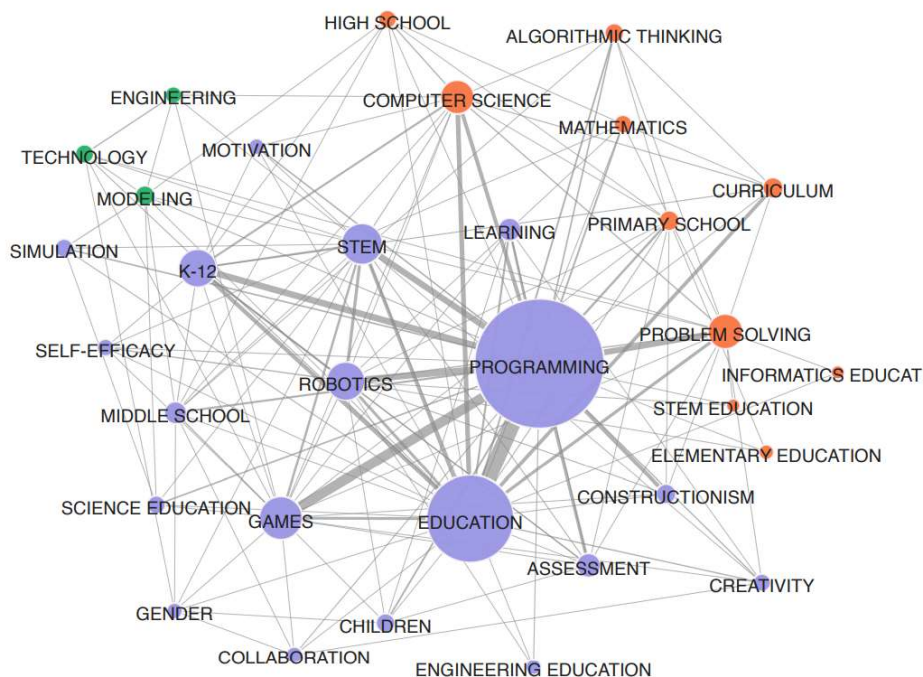 HIGH SCHOOL
ALGORITHMIC THINKING
ENGINEERING
COMPUTER SCIENCE
MATHEMATICS
TECHNOLOGY
MOTIVATION
MODELING
CURRICULUM
PRIMARY SCHOOL
LEARNING
STEM
SIMULATION
K-12
PROBLEM SOLVING
SELF-EFFICACY
PROGRAMMING
INFORMATICS EDUCAT
ROBOTICS
STEM EDUCATION
MIDDLE SCHOOL
ELEMENTARY EDUCATION
CONSTRUCTIONISM
SCIENCE EDUCATION
GAMES
EDUCATION
ASSESSMENT
CREATIVITY
GENDER
CHILDREN
COLLABORATION
ENGINEERING EDUCATION